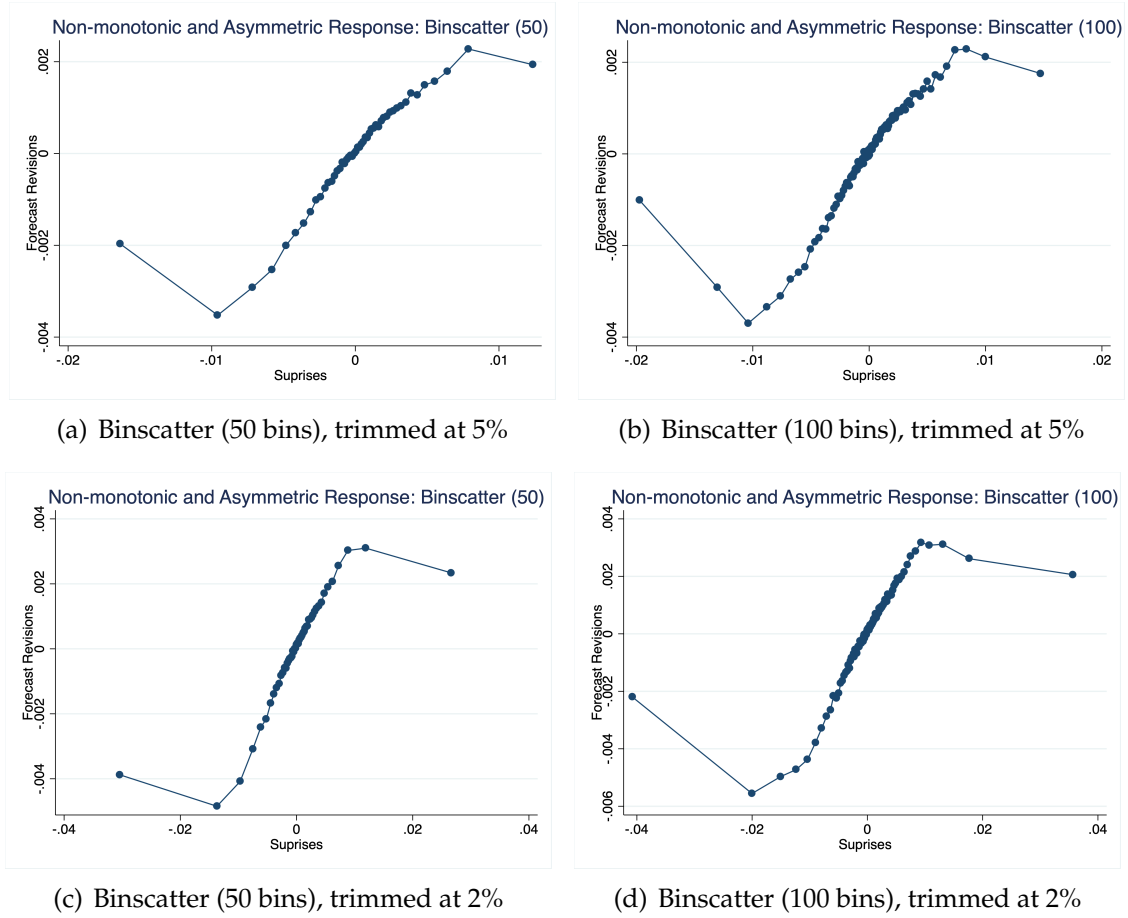 Non-monotonic and Asymmetric Response: Binscatter (50)
Forecast Revisions
.002
0
-.002
-.004
-.02
-.01
0
.01
Suprises
(a) Binscatter (50 bins), trimmed at 5%
Non-monotonic and Asymmetric Response: Binscatter (100)
Forecast Revisions
.002
0
-.002
-.004
-.02
-.01
0
.01
.02
Suprises
(b) Binscatter (100 bins), trimmed at 5%
Non-monotonic and Asymmetric Response: Binscatter (50)
Forecast Revisions
.004
.002
0
-.002
-.004
-.04
-.02
0
.02
.04
Suprises
(c) Binscatter (50 bins), trimmed at 2%
Non-monotonic and Asymmetric Response: Binscatter (100)
Forecast Revisions
.004
.002
0
-.002
-.004
-.006
-.04
-.02
0
.02
.04
Suprises
(d) Binscatter (100 bins), trimmed at 2%